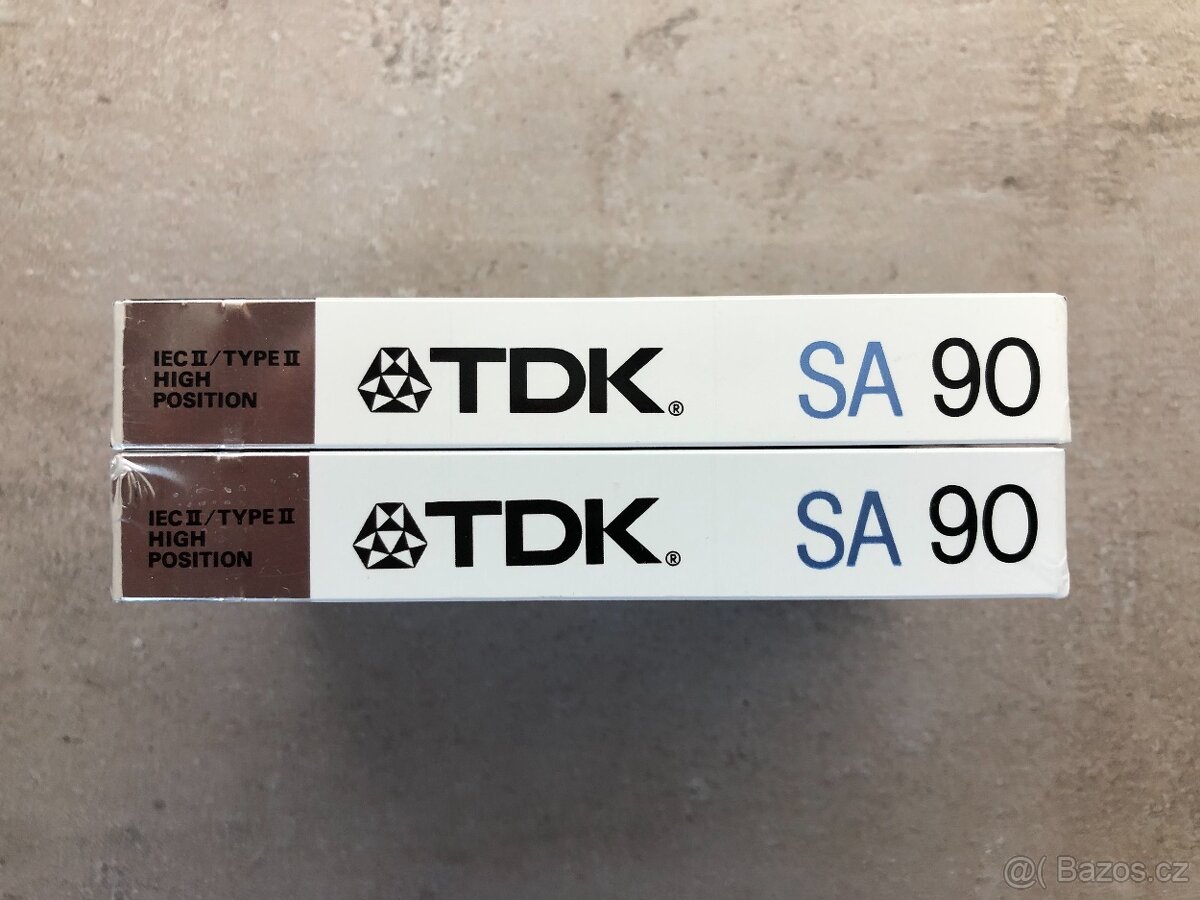 IEC II/TYPE II
HIGH
POSITION
TDK®
SA 90
IEC II/TYPE II
HIGH
POSITION
TDK®
SA 90
@( Bazos.cz